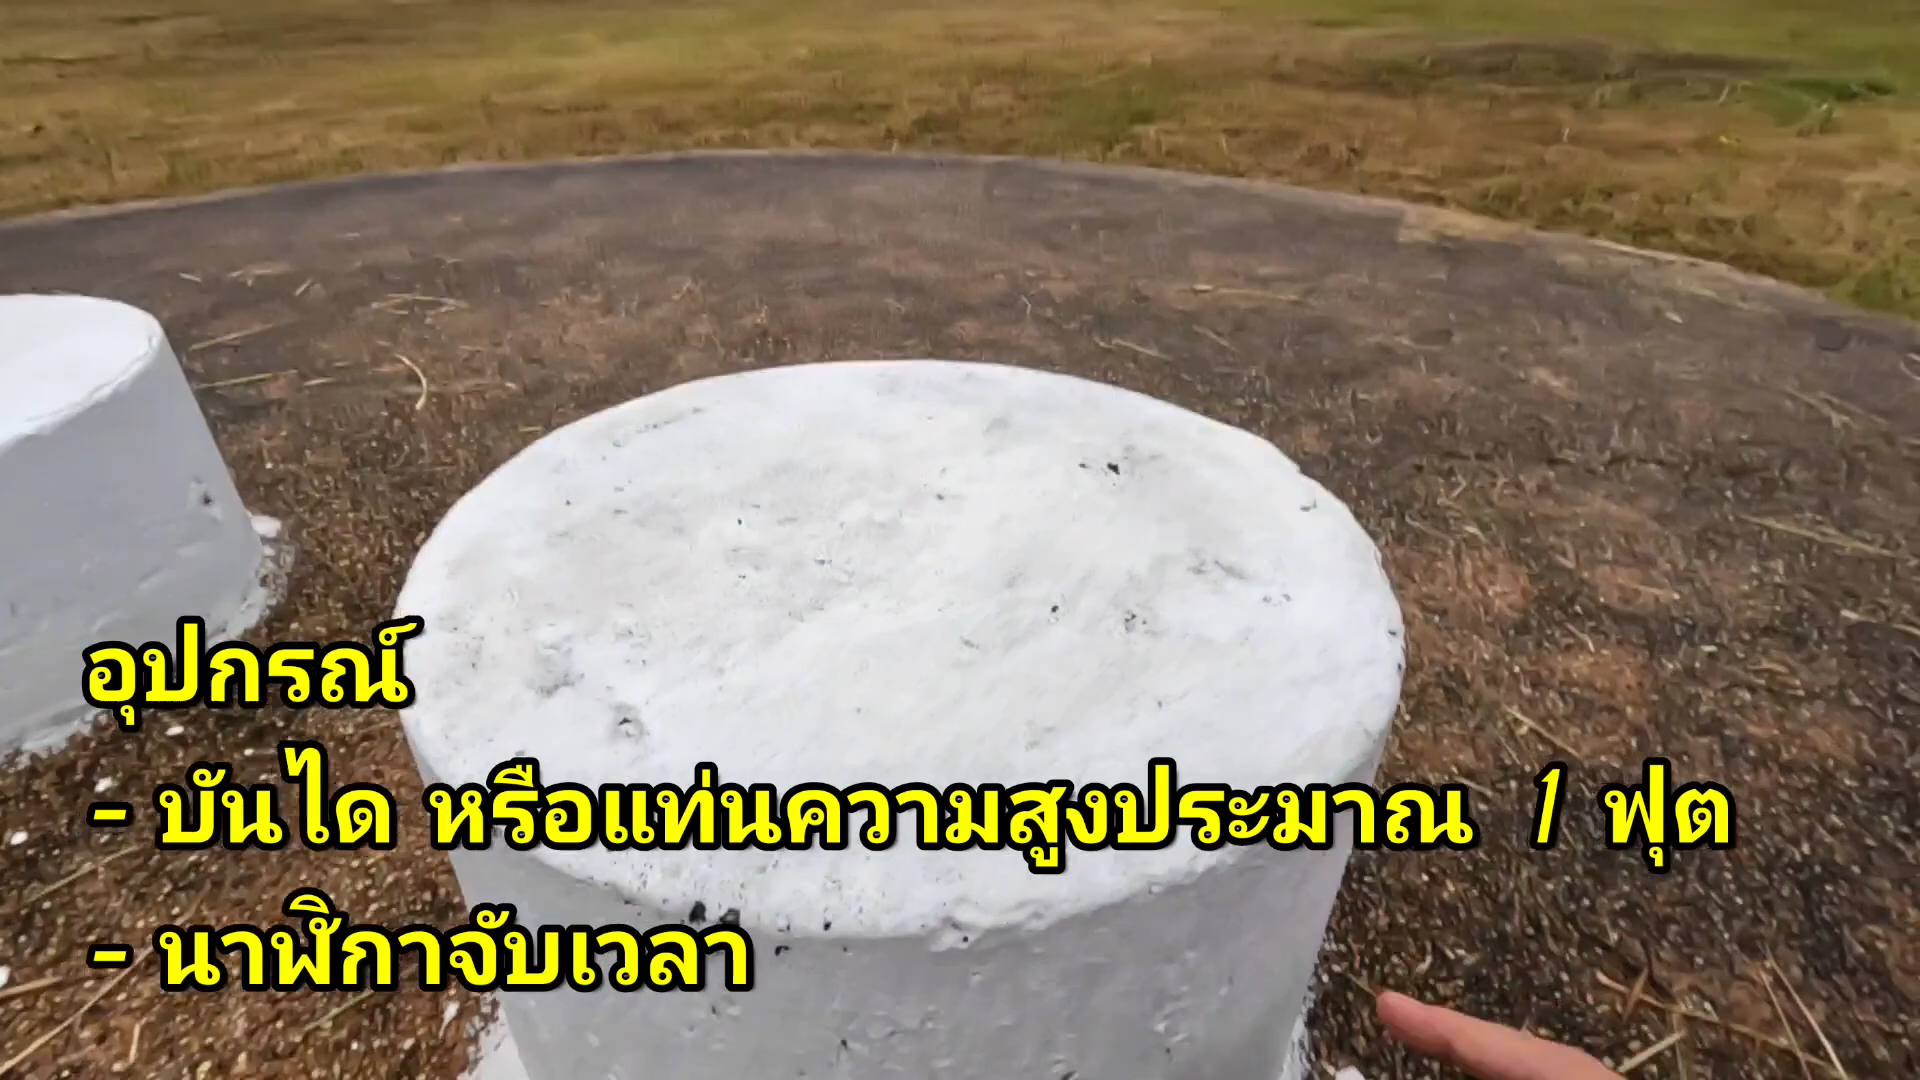 อุปกรณ์
- บันได หรือแท่นความสูงประมาณ 1 ฟุต
- นาฬิกาจับเวลา